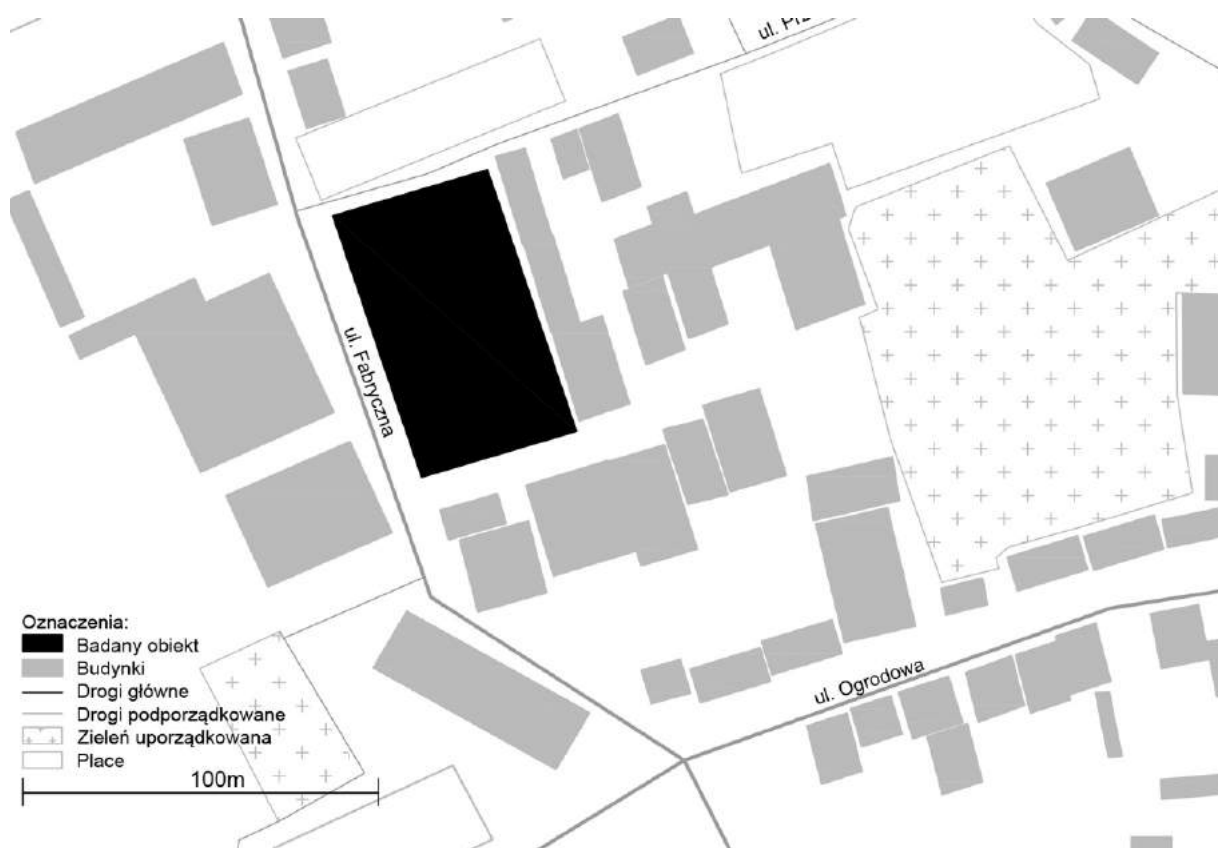 ul. Fabryczna
ul. Ogrodowa
Oznaczenia:
Badany obiekt
Budynki
Drogi główne
Drogi podporządkowane
Zieleń uporządkowana
Place
100m